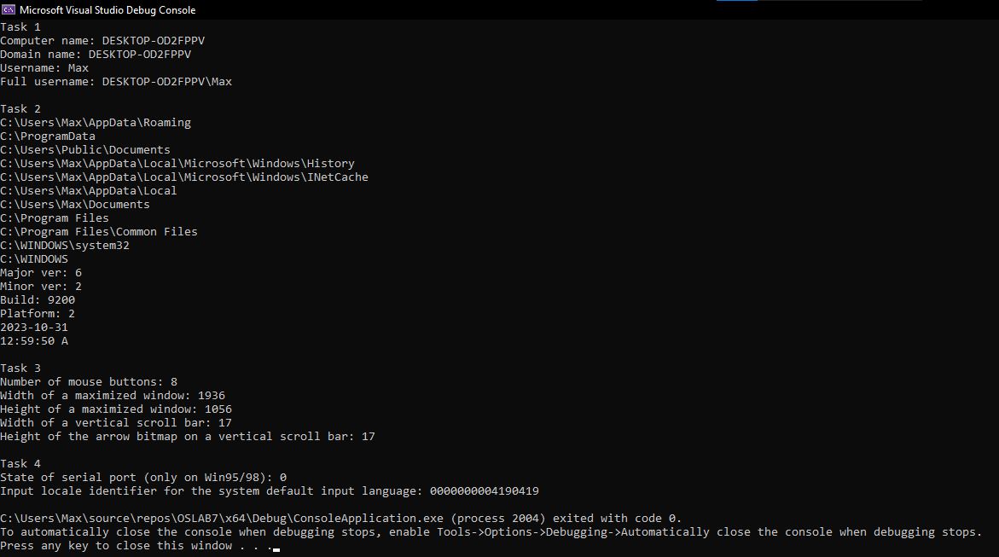 Microsoft Visual Studio Debug Console
Task 1
Computer name: DESKTOP-OD2FPPV
Domain name: DESKTOP-OD2FPPV
Username: Max
Full username: DESKTOP-OD2FPPV\Max
Task 2
C:\Users\Max\AppData\Roaming
C:\ProgramData
C:\Users\Public\Documents
C:\Users\Max\AppData\Local\Microsoft\Windows\History
C:\Users\Max\AppData\Local\Microsoft\Windows\INetCache
C:\Users\Max\AppData\Local
C:\Users\Max\Documents
C:\Program Files
C:\Program Files\Common Files
C:\WINDOWS\system32
C:\WINDOWS
Major ver: 6
Minor ver: 2
Build: 9200
Platform: 2
2023-10-31
12:59:50 A
Task 3
Number of mouse buttons: 8
Width of a maximized window: 1936
Height of a maximized window: 1056
Width of a vertical scroll bar: 17
Height of the arrow bitmap on a vertical scroll bar: 17
Task 4
State of serial port (only on Win95/98): 0
Input locale identifier for the system default input language: 0000000004190419
C:\Users\Max\source\repos\OSLAB7\x64\Debug\ConsoleApplication.exe (process 2004) exited with code 0.
To automatically close the console when debugging stops, enable Tools->Options->Debugging->Automatically close the console when debugging stops.
Press any key to close this window . . .